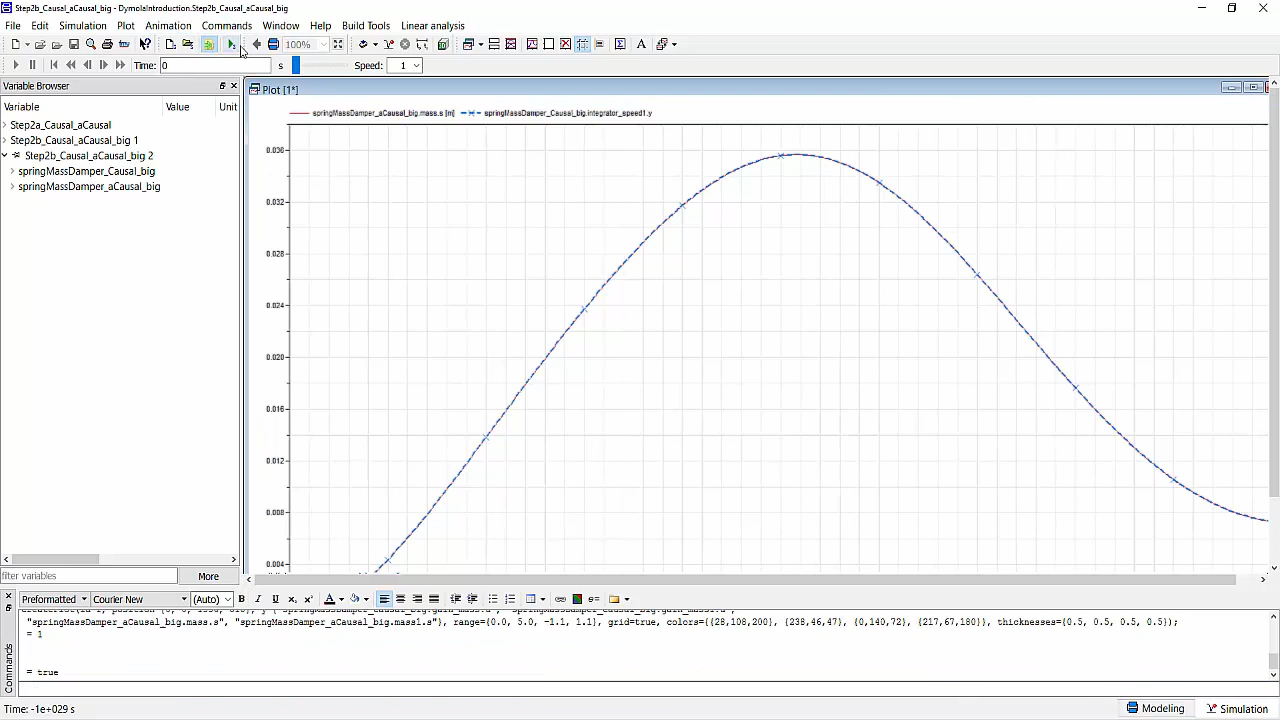 Step2b_Causal_aCausal_big - DymolaIntroduction.Step2b_Causal_aCausal_big
File Edit Simulation Plot Animation Commands Window Help Build Tools Linear analysis
100%
Time: 0 s Speed: 1
Variable Browser
Plot [1*]
Variable Value Unit
springMassDamper_aCausal_big.mass.s [m] springMassDamper_Causal_big.integrator_speed1.y
Step2a_Causal_aCausal
Step2b_Causal_aCausal_big 1
Step2b_Causal_aCausal_big 2
springMassDamper_Causal_big
springMassDamper_aCausal_big
0.036
0.032
0.028
0.024
0.020
0.016
0.012
0.008
0.004
filter variables More
Preformatted Courier New (Auto) B I U A
"springMassDamper_aCausal_big.mass.s", "springMassDamper_aCausal_big.mass1.s"}, range={0.0, 5.0, -1.1, 1.1}, grid=true, colors={{28,108,200}, {238,46,47}, {0,140,72}, {217,67,180}}, thicknesses={0.5, 0.5, 0.5, 0.5});
= 1
= true
Commands
Time: -1e+029 s
Modeling Simulation